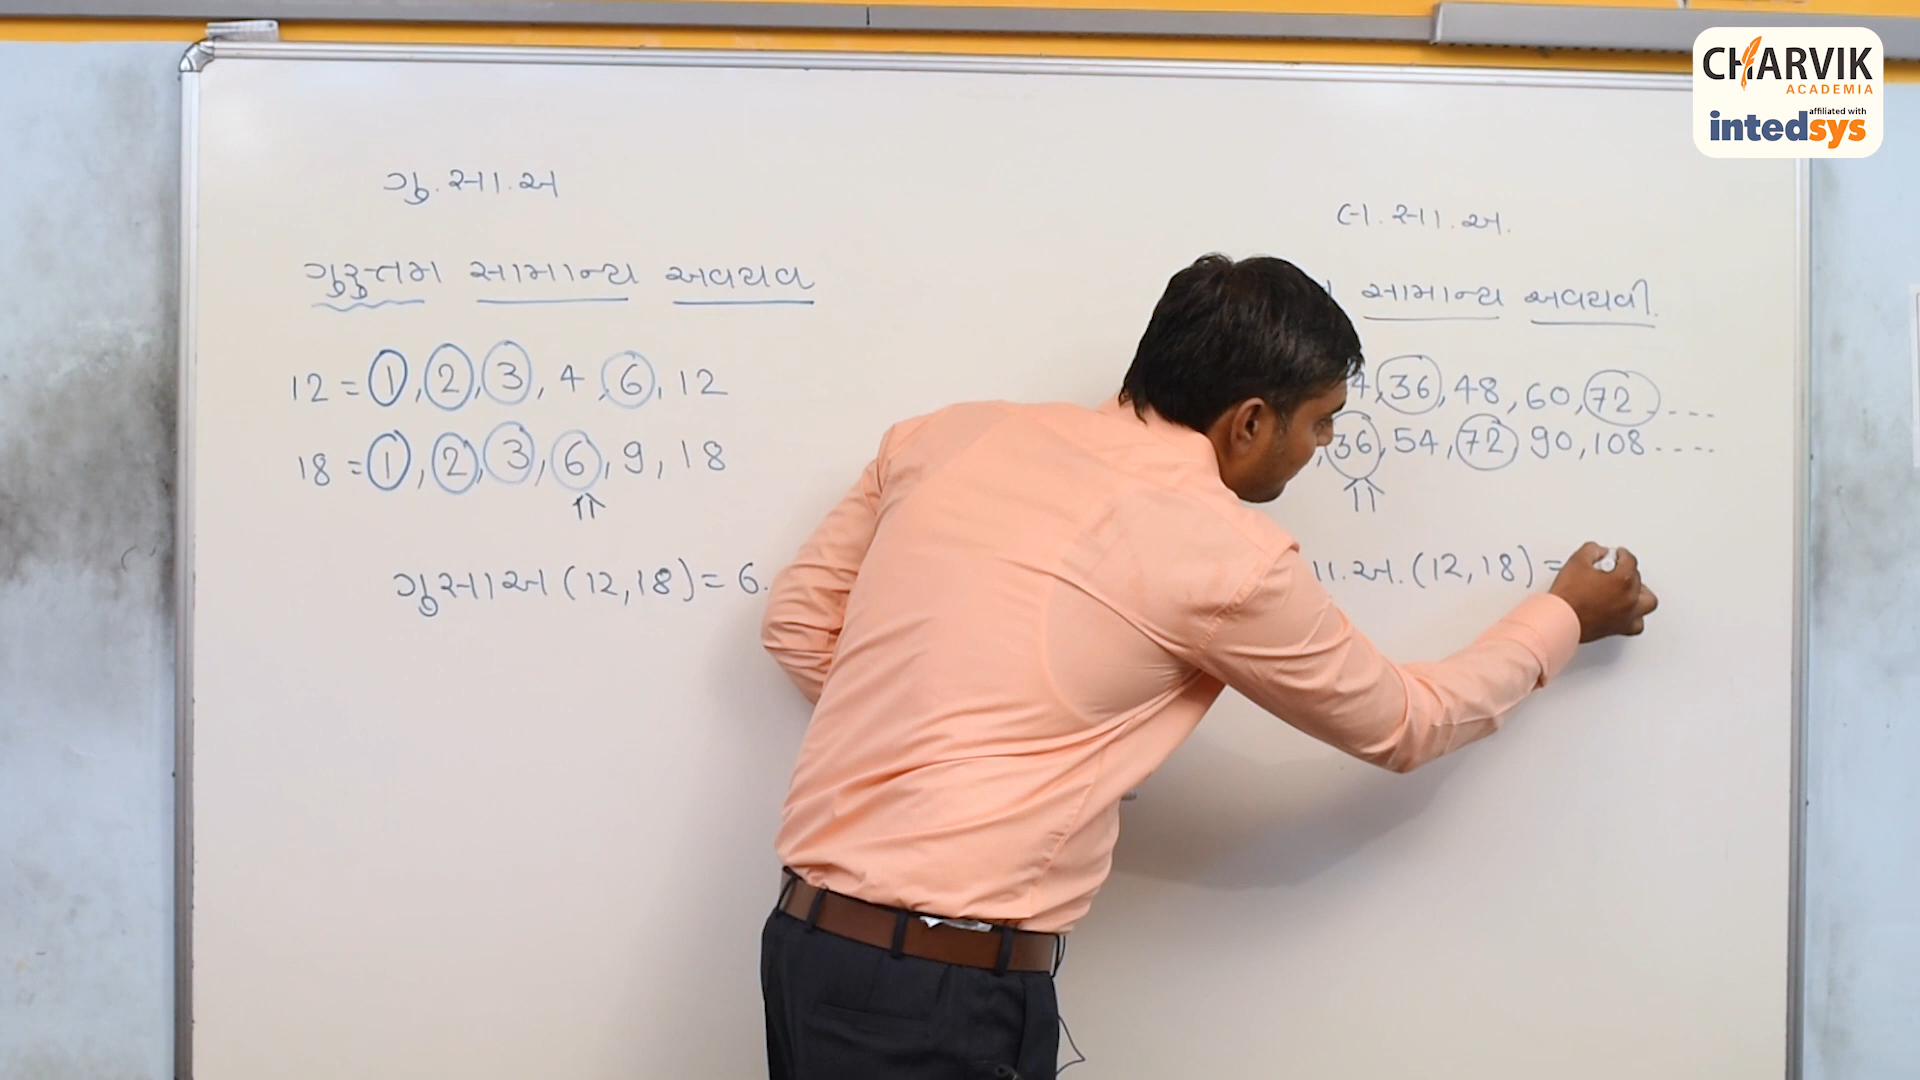 CHARVIK
ACADEMIA
affiliated with
intedsys
ગુ.સા.અ
ગુરુત્તમ સામાન્ય અવયવ
12 = 1, 2, 3, 4, 6, 12
18 = 1, 2, 3, 6, 9, 18
ગુસાઅ (12,18) = 6.
લ.સા.અ.
સામાન્ય અવયવી.
4, 36, 48, 60, 72, ....
, 36, 54, 72, 90, 108 ....
અ. (12,18) =